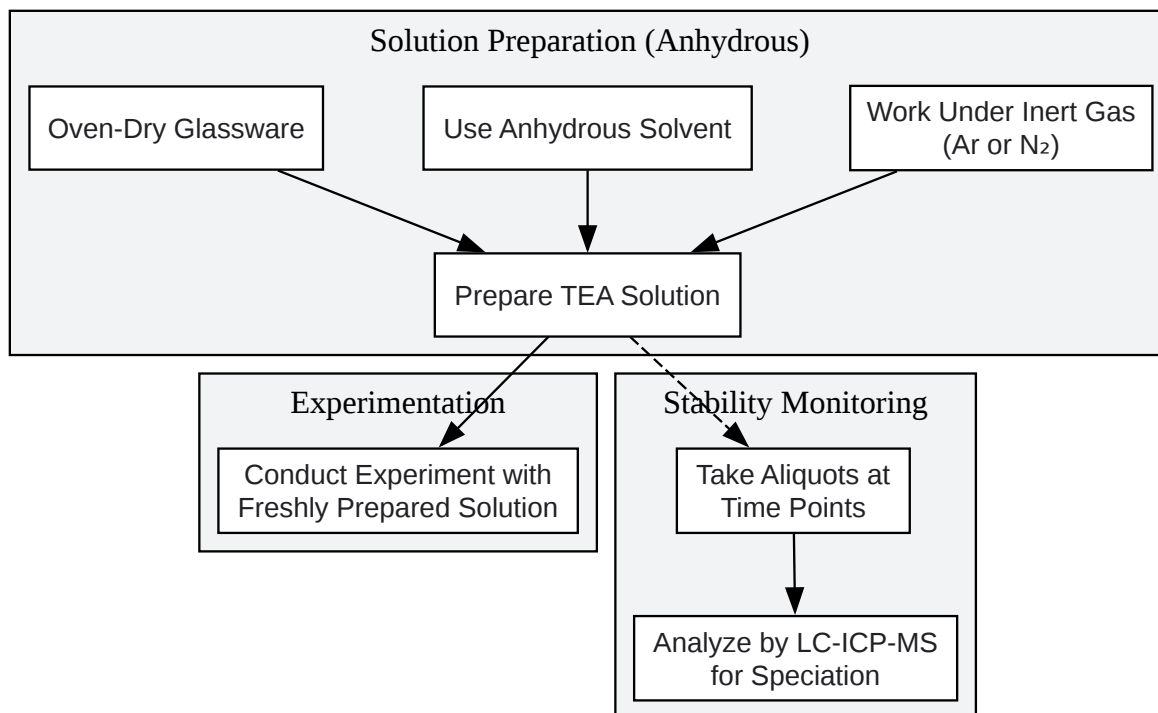 Solution Preparation (Anhydrous)
Oven-Dry Glassware
Use Anhydrous Solvent
Work Under Inert Gas
(Ar or N₂)
Prepare TEA Solution
Experimentation
Conduct Experiment with
Freshly Prepared Solution
Stability Monitoring
Take Aliquots at
Time Points
Analyze by LC-ICP-MS
for Speciation